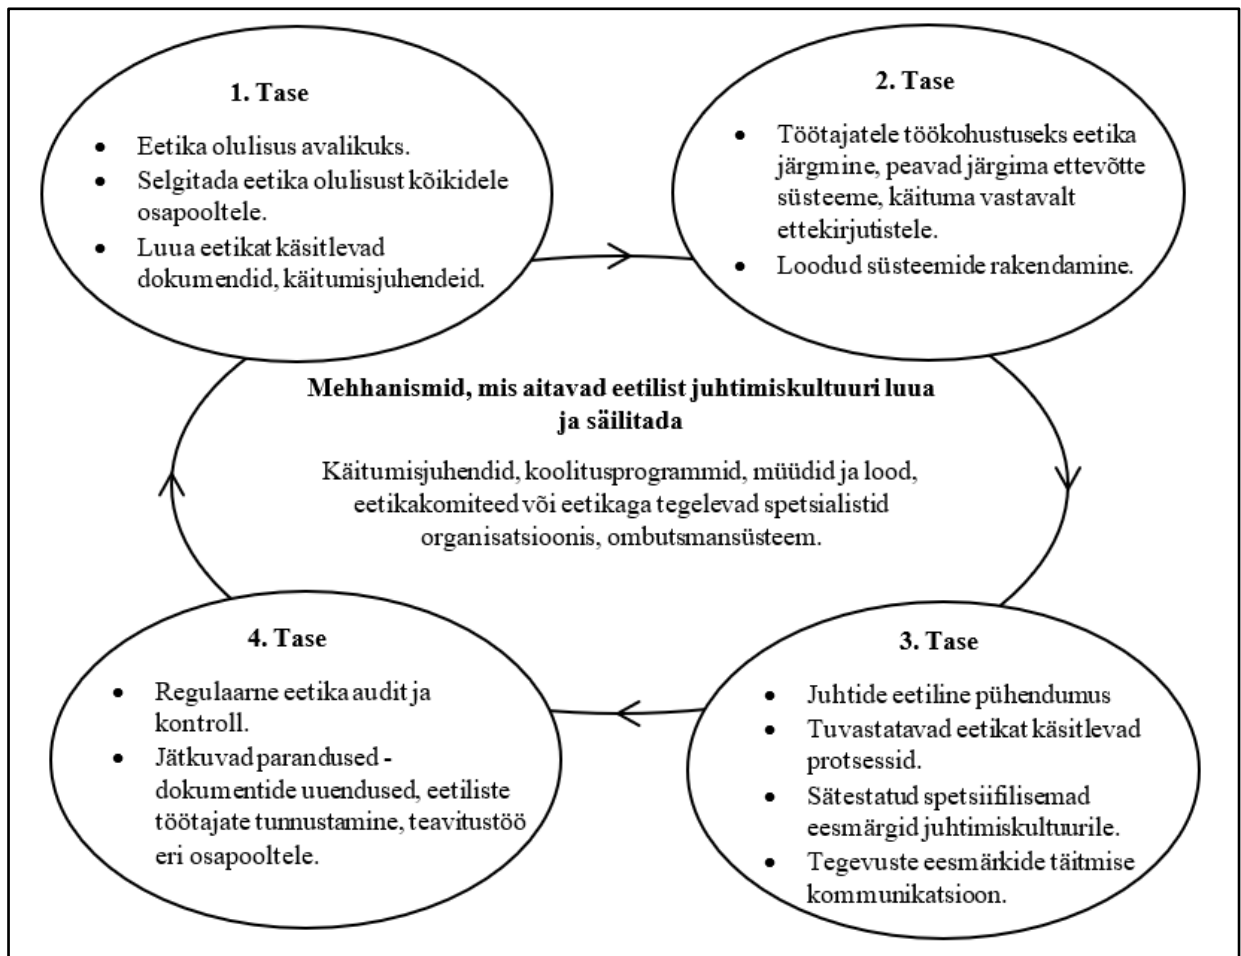 1. Tase
• Eetika olulisus avalikuks.
• Selgitada eetika olulisust kõikidele
osapooltele.
• Luua eetikat käsitlevad
dokumendid, käitumisjuhendeid.
2. Tase
• Töötajatele töökohustuseks eetika
järgmine, peavad järgima ettevõtte
süsteeme, käituma vastavalt
ettekirjutistele.
• Loodud süsteemide rakendamine.
Mehhanismid, mis aitavad eetilist juhtimiskultuuri luua
ja säilitada
Käitumisjuhendid, koolitusprogrammid, müüdid ja lood,
eetikakomiteed või eetikaga tegelevad spetsialistid
organisatsioonis, ombutsmansüsteem.
4. Tase
• Regulaarne eetika audit ja
kontroll.
• Jätkuvad parandused -
dokumentide uuendused, eetiliste
töötajate tunnustamine, teavitustöö
eri osapooltele.
3. Tase
• Juhtide eetiline pühendumus
• Tuvastatavad eetikat käsitlevad
protsessid.
• Sätestatud spetsiifilisemad
eesmärgid juhtimiskultuurile.
• Tegevuste eesmärkide täitmise
kommunikatsioon.